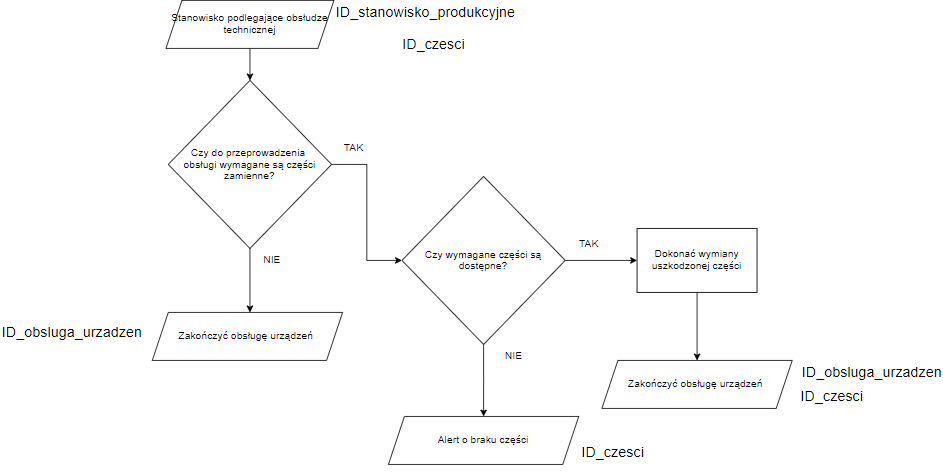 Stanowisko podlegające obsłudze
technicznej
ID_stanowisko_produkcyjne
ID_czesci
Czy do przeprowadzenia
obsługi wymagane są części
zamienne?
TAK
NIE
Czy wymagane części są
dostępne?
TAK
Dokonać wymiany
uszkodzonej części
ID_obsluga_urzadzen
Zakończyć obsługę urządzeń
NIE
Zakończyć obsługę urządzeń
ID_obsluga_urzadzen
ID_czesci
Alert o braku części
ID_czesci